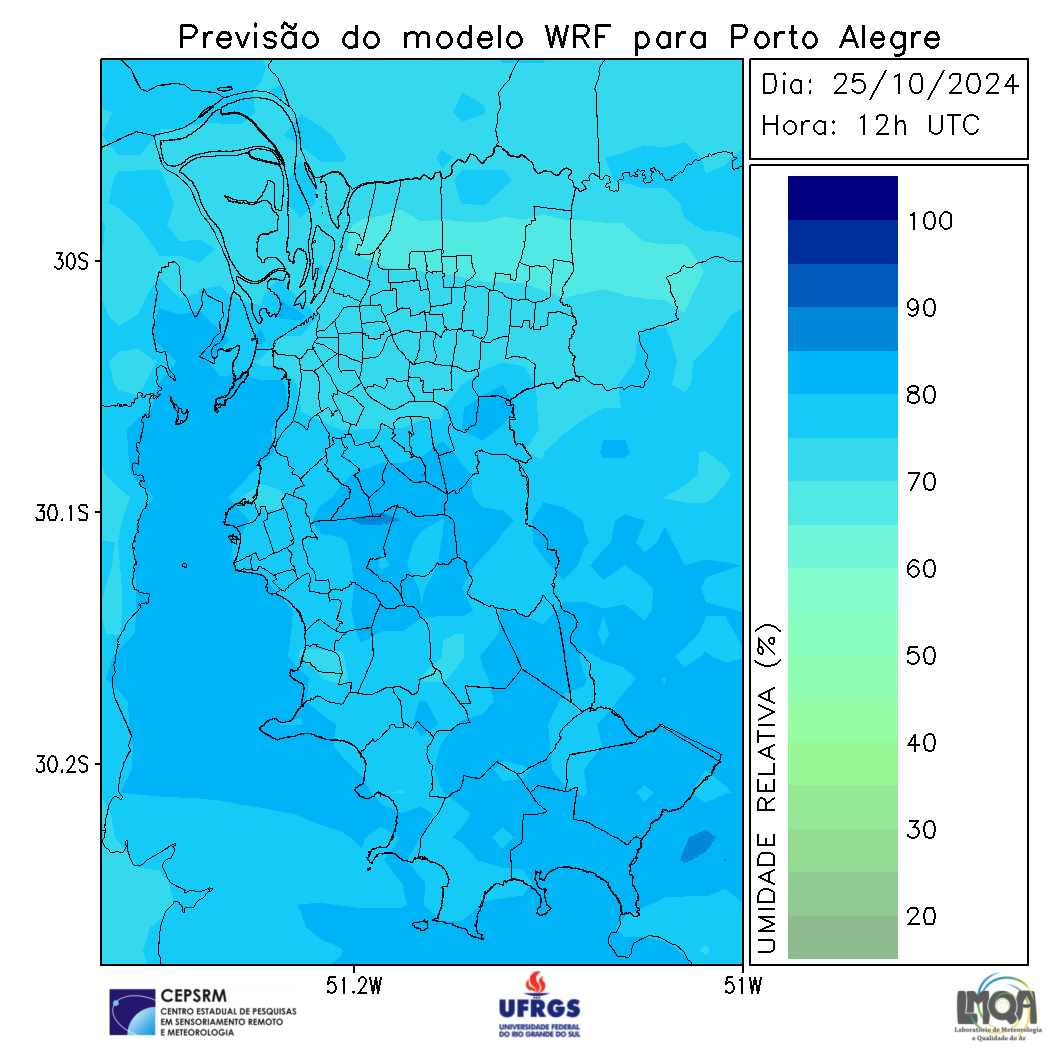 Previsão do modelo WRF para Porto Alegre
Dia: 25/10/2024
Hora: 12h UTC
30S
30.1S
30.2S
51.2W
51W
UMIDADE RELATIVA (%)
100
90
80
70
60
50
40
30
20
CEPSRM
CENTRO ESTADUAL DE PESQUISAS
EM SENSORIAMENTO REMOTO
E METEOROLOGIA
UFRGS
UNIVERSIDADE FEDERAL
DO RIO GRANDE DO SUL
LMQA
Laboratório de Meteorologia
e Qualidade do Ar